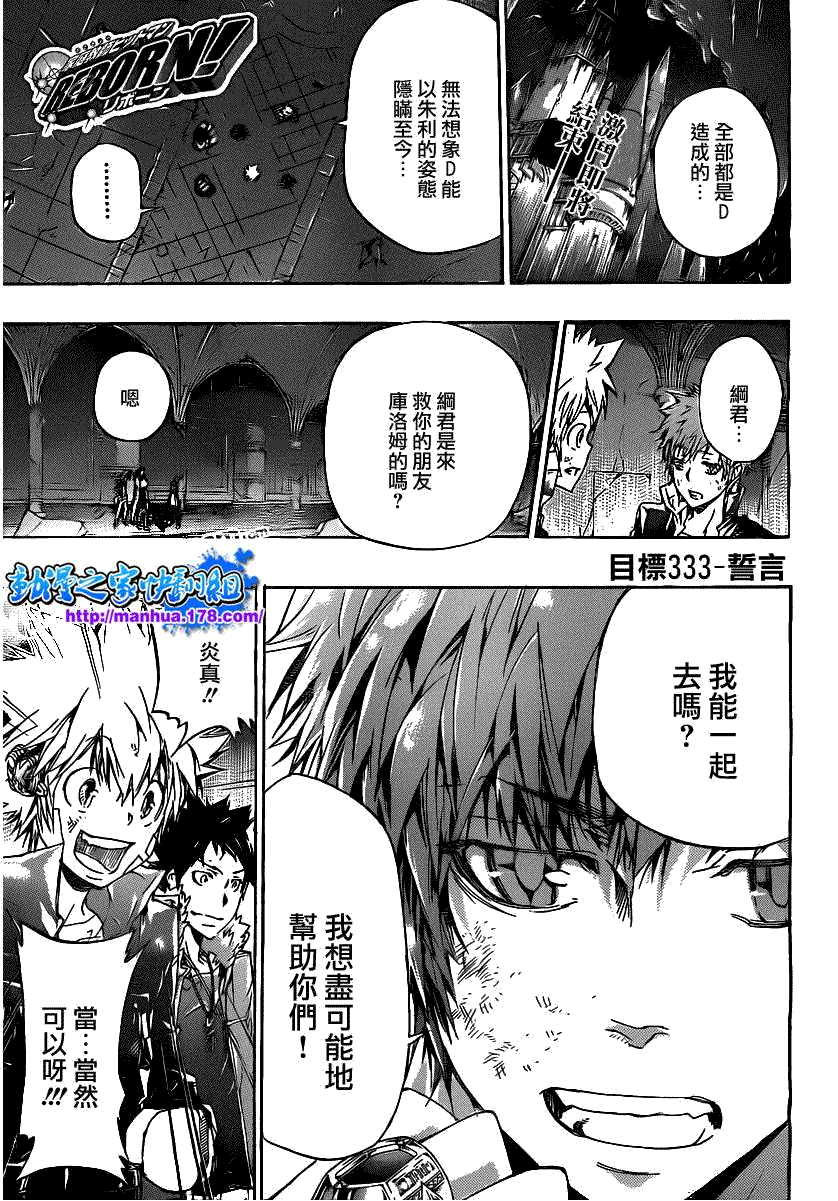 全部都是D
造成的…
激鬥即將
結束——
無法想象D能
以朱利的姿態
隱瞞至今…
REBORN!
リボーン
………
綱君…
綱君是來
救你的朋友
庫洛姆的嗎?
嗯
目標333-誓言
我能一起
去嗎?
我想盡可能地
幫助你們!
動漫之家快翻組
http://manhua.178.com/
炎真!!
當…當然
可以呀!!!